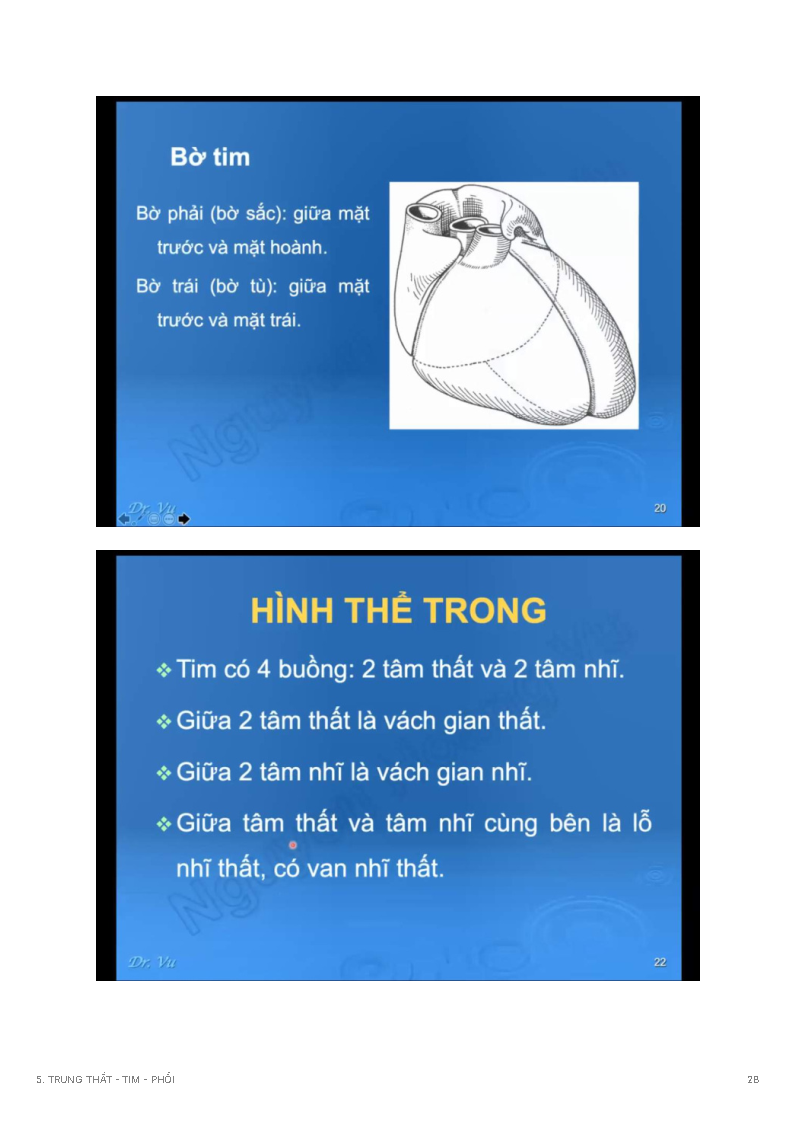 Bờ tim
Bờ phải (bờ sắc): giữa mặt
trước và mặt hoành.
Bờ trái (bờ tù): giữa mặt
trước và mặt trái.
Dr. Vu
20
HÌNH THỂ TRONG
❖ Tim có 4 buồng: 2 tâm thất và 2 tâm nhĩ.
❖ Giữa 2 tâm thất là vách gian thất.
❖ Giữa 2 tâm nhĩ là vách gian nhĩ.
❖ Giữa tâm thất và tâm nhĩ cùng bên là lỗ
nhĩ thất, có van nhĩ thất.
Dr. Vu
22
5. TRUNG THẤT - TIM - PHỔI
28